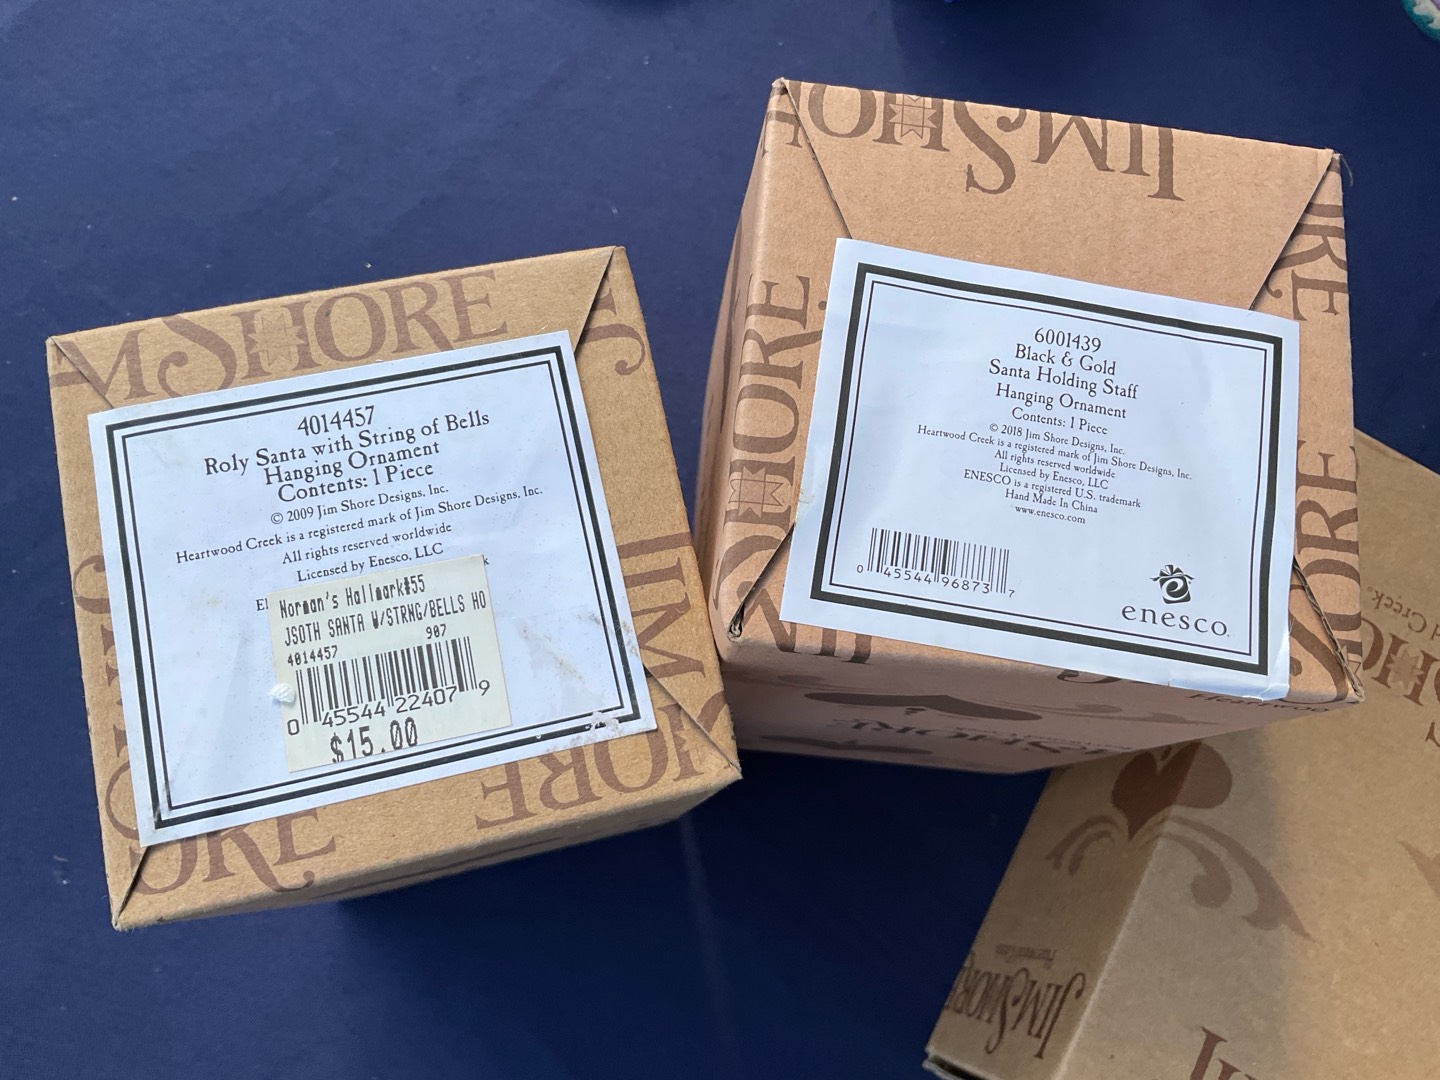 JIM SHORE
JIM SHORE
4014457
Roly Santa with String of Bells
Hanging Ornament
Contents: 1 Piece
© 2009 Jim Shore Designs, Inc.
Heartwood Creek is a registered mark of Jim Shore Designs, Inc.
All rights reserved worldwide
Licensed by Enesco, LLC
Norman's Hallmark#55
JSOTH SANTA W/STRNG/BELLS HO
907
4014457
0 45544 22407 9
$15.00
6001439
Black & Gold
Santa Holding Staff
Hanging Ornament
Contents: 1 Piece
© 2018 Jim Shore Designs, Inc.
Heartwood Creek is a registered mark of Jim Shore Designs, Inc.
All rights reserved worldwide
Licensed by Enesco, LLC
ENESCO is a registered U.S. trademark
Hand Made In China
www.enesco.com
0 45544 96873 7
enesco.
JIM SHORE